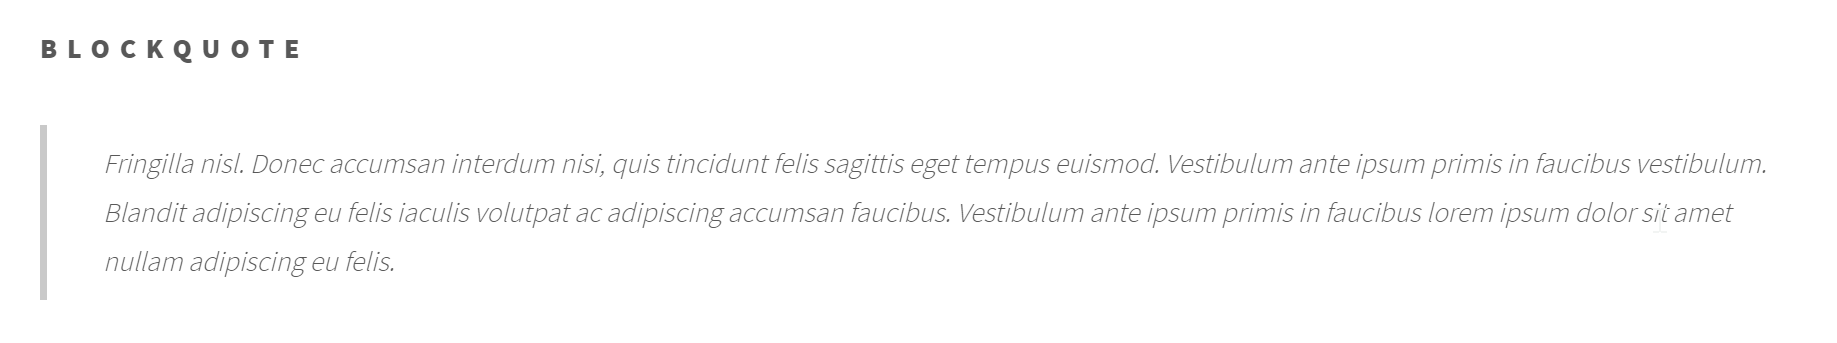 BLOCKQUOTE
Fringilla nisl. Donec accumsan interdum nisi, quis tincidunt felis sagittis eget tempus euismod. Vestibulum ante ipsum primis in faucibus vestibulum.
Blandit adipiscing eu felis iaculis volutpat ac adipiscing accumsan faucibus. Vestibulum ante ipsum primis in faucibus lorem ipsum dolor sit amet
nullam adipiscing eu felis.